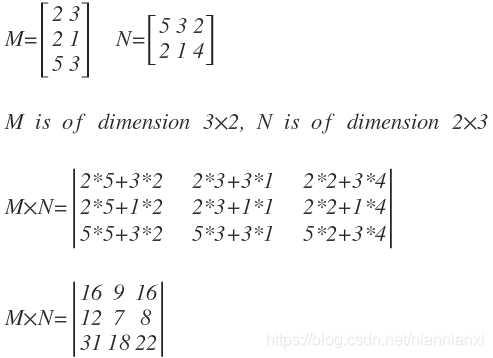 M= [ 2 3 ] N= [ 5 3 2 ]
[ 2 1 ] [ 2 1 4 ]
[ 5 3 ]
M is of dimension 3×2, N is of dimension 2×3
M×N= | 2*5+3*2 2*3+3*1 2*2+3*4 |
| 2*5+1*2 2*3+1*1 2*2+1*4 |
| 5*5+3*2 5*3+3*1 5*2+3*4 |
M×N= | 16 9 16 |
| 12 7 8 |
| 31 18 22 |
https://blog.csdn.net/niannianxi